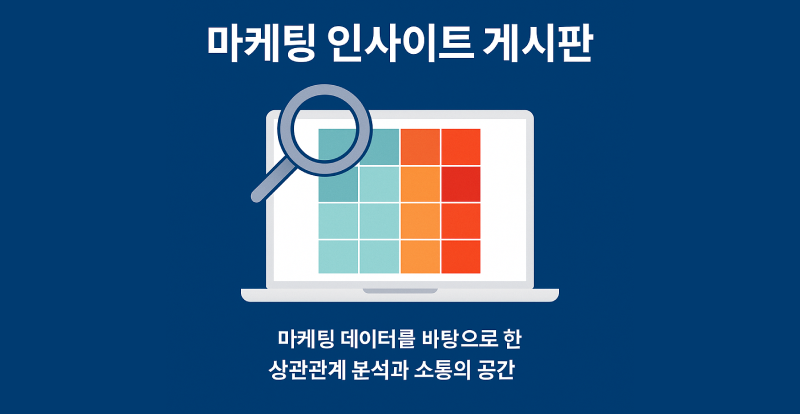 마케팅 인사이트 게시판
마케팅 데이터를 바탕으로 한
상관관계 분석과 소통의 공간